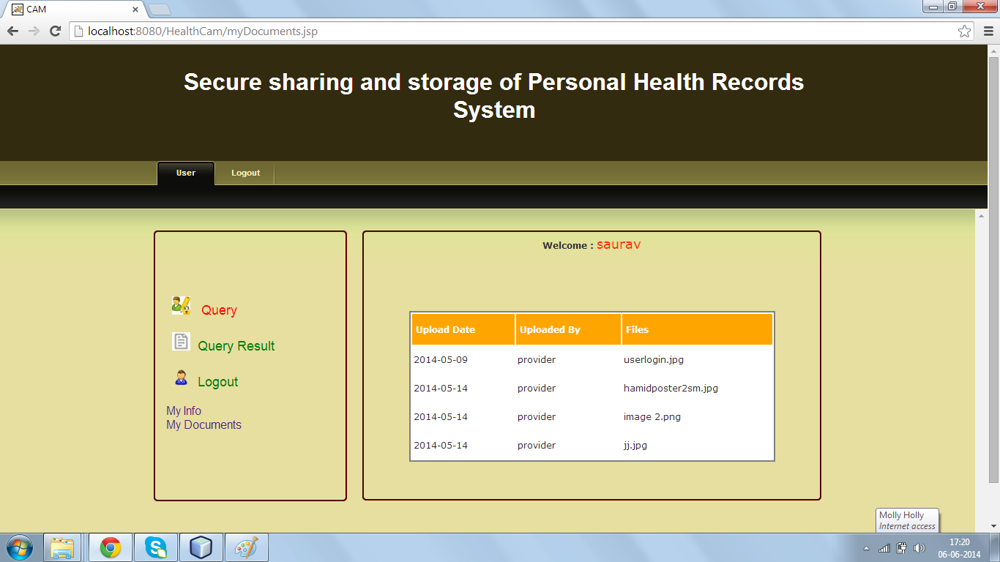 CAM
localhost:8080/HealthCam/myDocuments.jsp
Secure sharing and storage of Personal Health Records
System
User Logout
Welcome : saurav
Query
Query Result
Logout
My Info
My Documents
Upload Date Uploaded By Files
2014-05-09 provider userlogin.jpg
2014-05-14 provider hamidposter2sm.jpg
2014-05-14 provider image 2.png
2014-05-14 provider jj.jpg
Molly Holly
Internet access
17:20
06-06-2014